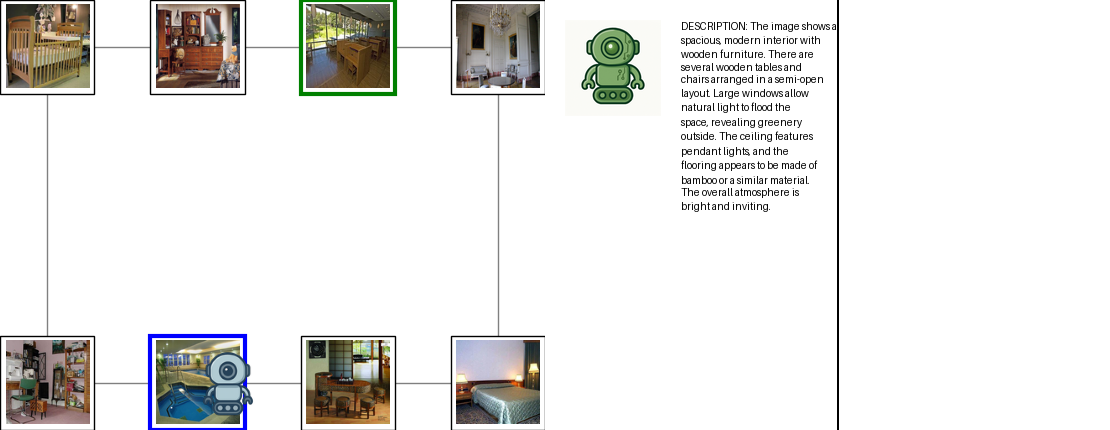 DESCRIPTION: The image shows a
spacious, modern interior with
wooden furniture. There are
several wooden tables and
chairs arranged in a semi-open
layout. Large windows allow
natural light to flood the
space, revealing greenery
outside. The ceiling features
pendant lights, and the
flooring appears to be made of
bamboo or a similar material.
The overall atmosphere is
bright and inviting.